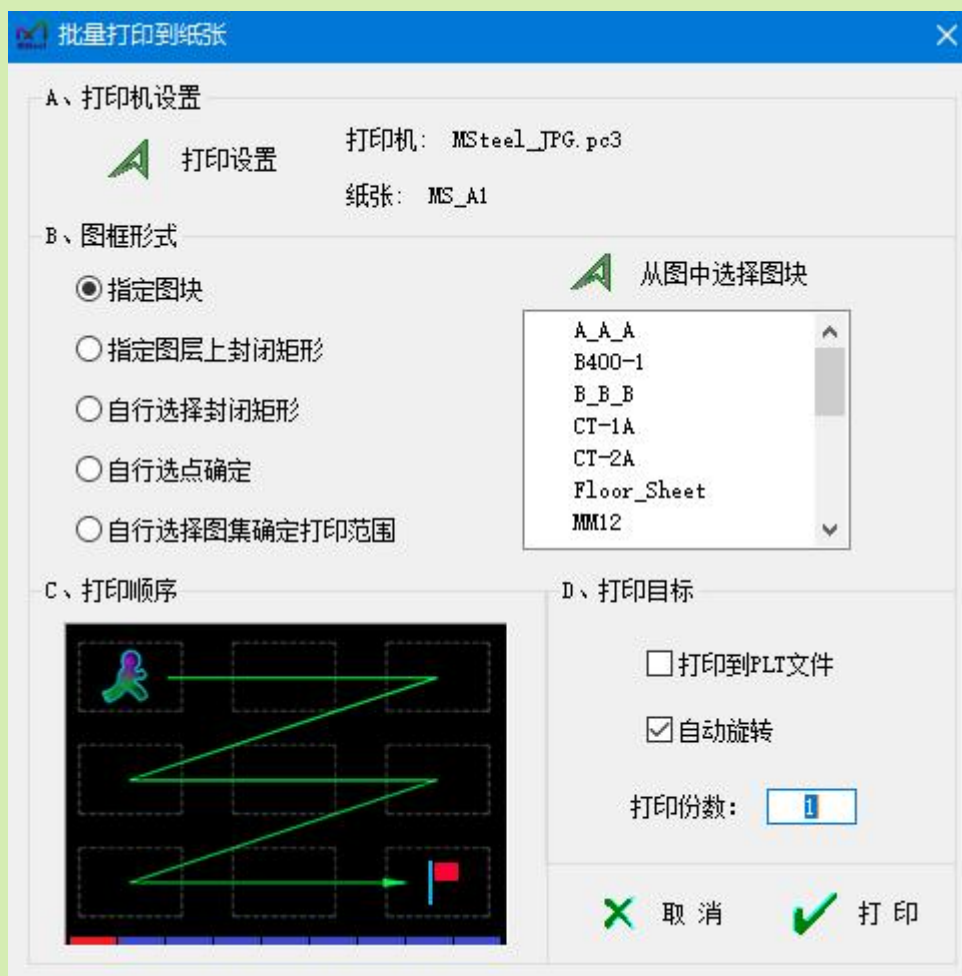 批量打印到纸张
A、打印机设置
打印设置
打印机: MSteel_JPG.pc3
纸张: MS_A1
B、图框形式
指定图块
指定图层上封闭矩形
自行选择封闭矩形
自行选点确定
自行选择图集确定打印范围
从图中选择图块
A_A_A
B400-1
B_B_B
CT-1A
CT-2A
Floor_Sheet
MM12
C、打印顺序
D、打印目标
打印到PLT文件
自动旋转
打印份数: 1
取 消
打 印